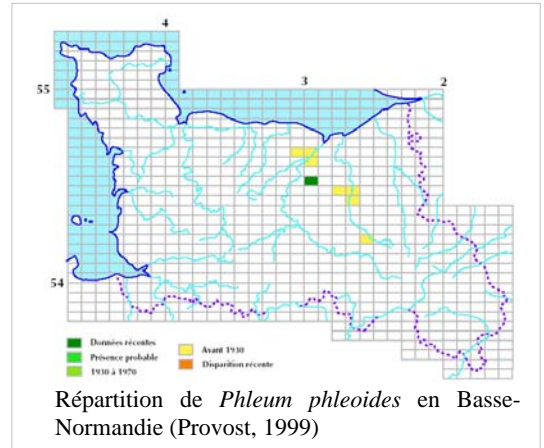 4
3
2
55
54
Données récentes
Présence probable
1930 à 1970
Avant 1930
Disparition récente
Répartition de Phleum phleoides en Basse-
Normandie (Provost, 1999)